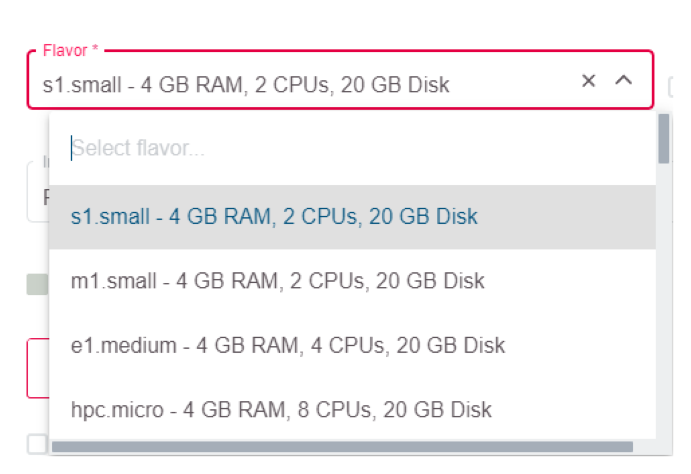 Flavor *
s1.small - 4 GB RAM, 2 CPUs, 20 GB Disk
Select flavor...
s1.small - 4 GB RAM, 2 CPUs, 20 GB Disk
m1.small - 4 GB RAM, 2 CPUs, 20 GB Disk
e1.medium - 4 GB RAM, 4 CPUs, 20 GB Disk
hpc.micro - 4 GB RAM, 8 CPUs, 20 GB Disk